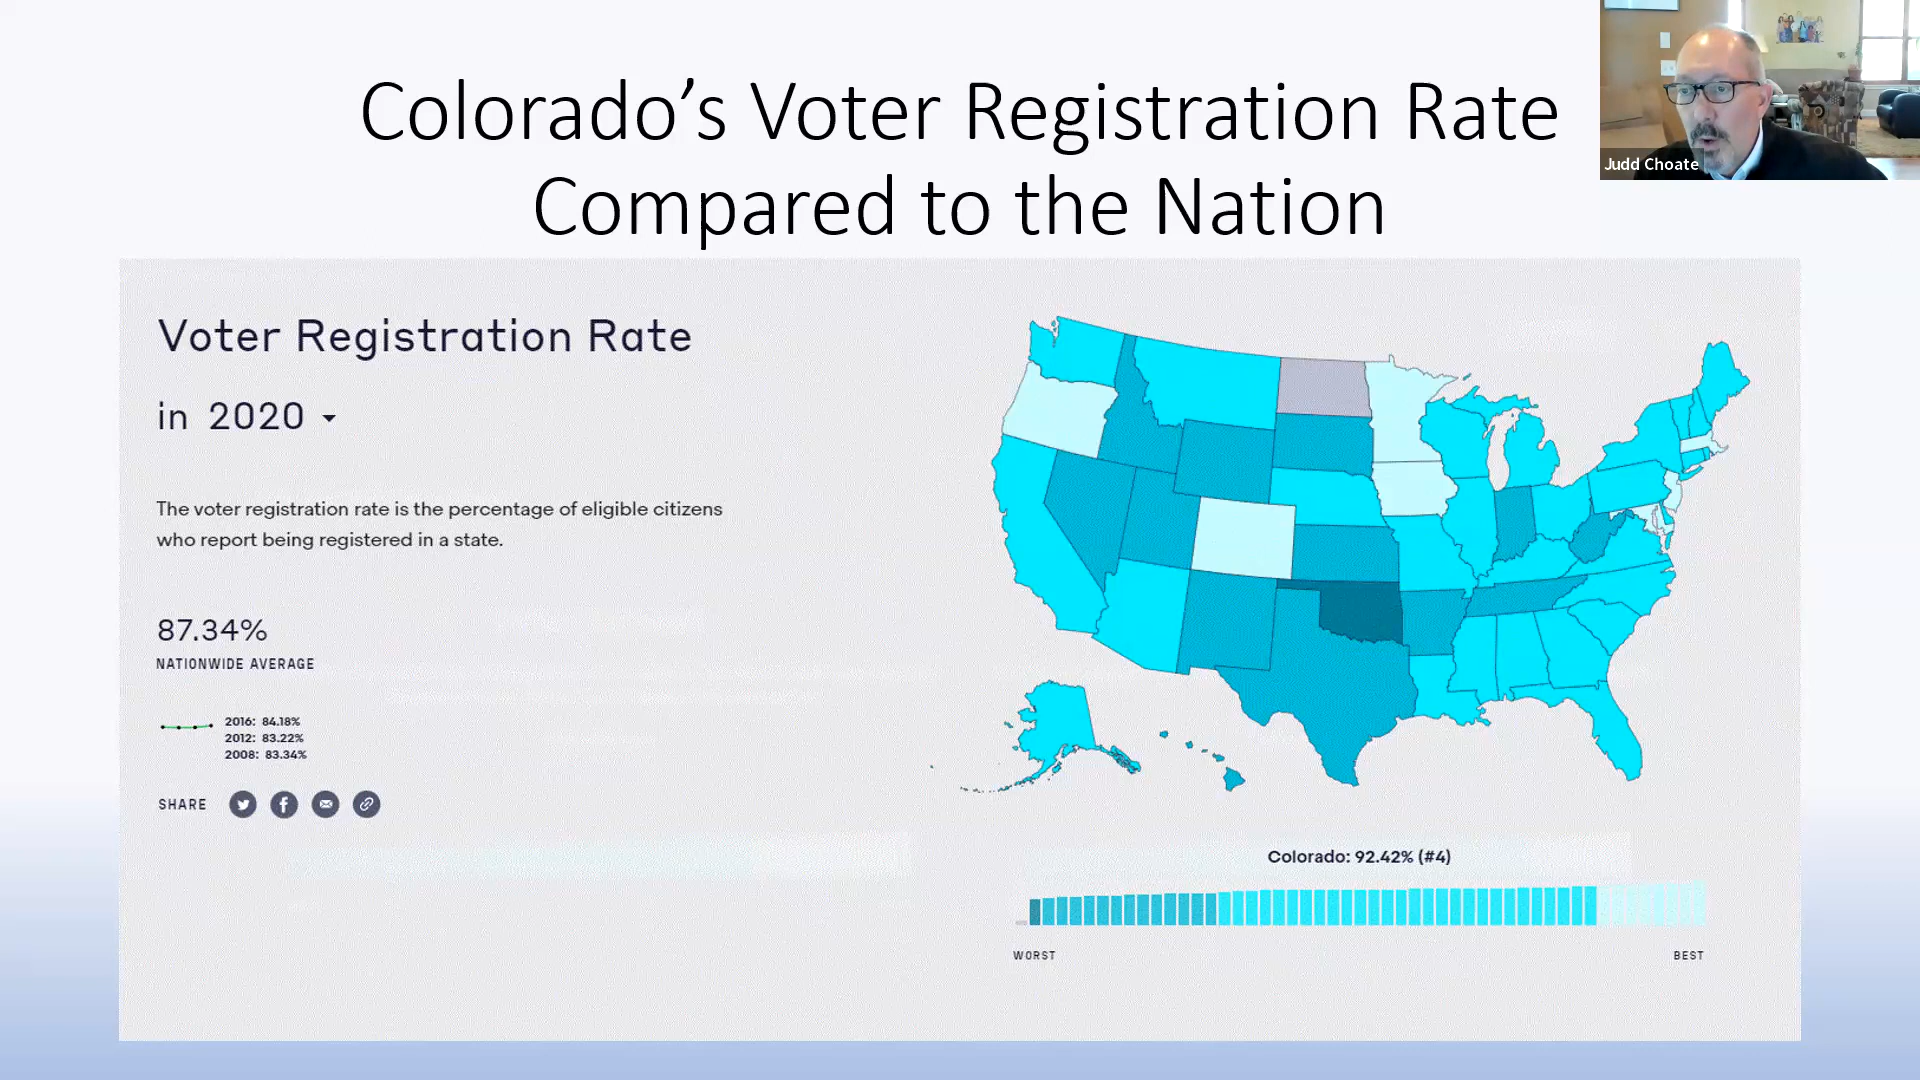 Colorado’s Voter Registration Rate
Compared to the Nation
Judd Choate
Voter Registration Rate
in 2020
The voter registration rate is the percentage of eligible citizens
who report being registered in a state.
87.34%
NATIONWIDE AVERAGE
2016: 84.18%
2012: 83.22%
2008: 83.34%
SHARE
Colorado: 92.42% (#4)
WORST
BEST